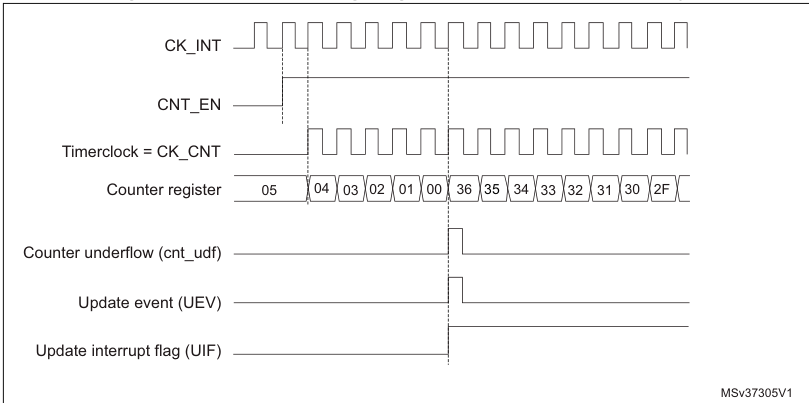 CK_INT
CNT_EN
Timerclock = CK_CNT
Counter register 05 04 03 02 01 00 36 35 34 33 32 31 30 2F
Counter underflow (cnt_udf)
Update event (UEV)
Update interrupt flag (UIF)
MSv37305V1